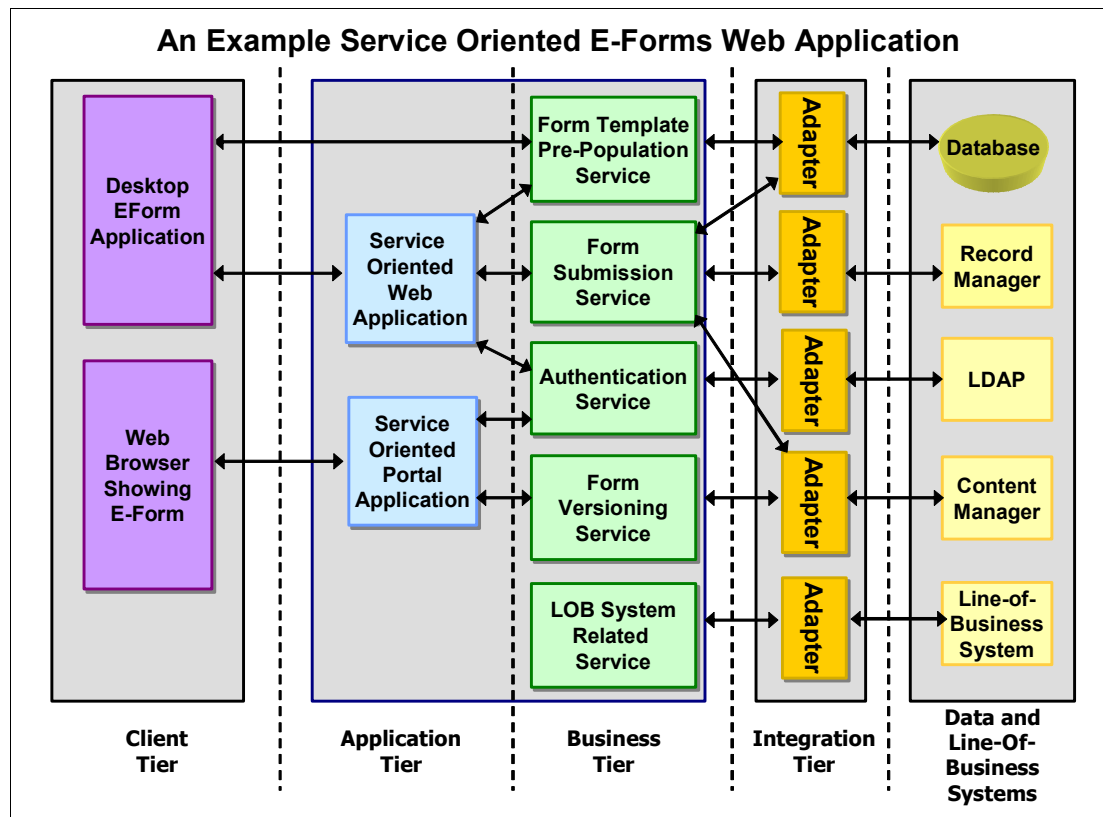 An Example Service Oriented E-Forms Web Application
Desktop
EForm
Application
Web
Browser
Showing
E-Form
Service
Oriented
Web
Application
Service
Oriented
Portal
Application
Form Template
Pre-Population
Service
Form
Submission
Service
Authentication
Service
Form
Versioning
Service
LOB System
Related
Service
Adapter
Adapter
Adapter
Adapter
Adapter
Database
Record
Manager
LDAP
Content
Manager
Line-of-
Business
System
Client
Tier
Application
Tier
Business
Tier
Integration
Tier
Data and
Line-Of-
Business
Systems